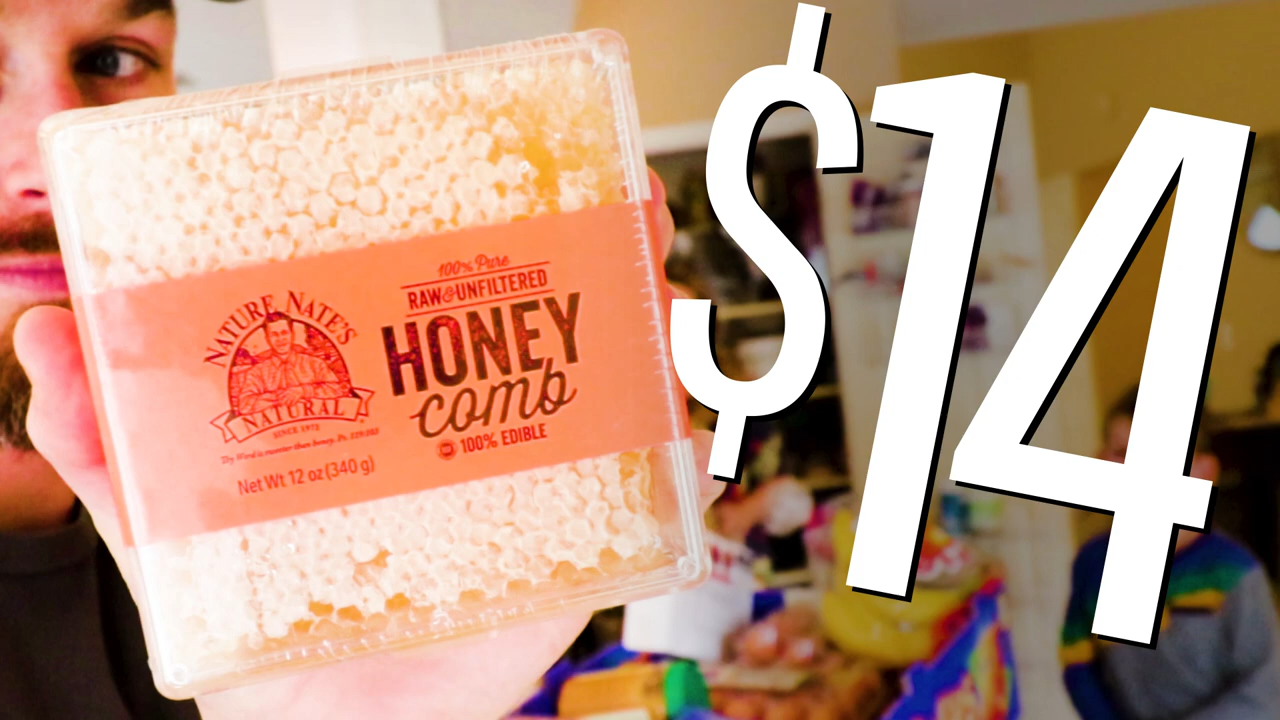 $14
NATURE NATE'S
NATURAL
SINCE 1972
Net Wt 12 oz (340 g)
100% Pure
RAW & UNFILTERED
HONEY
comb
100% EDIBLE